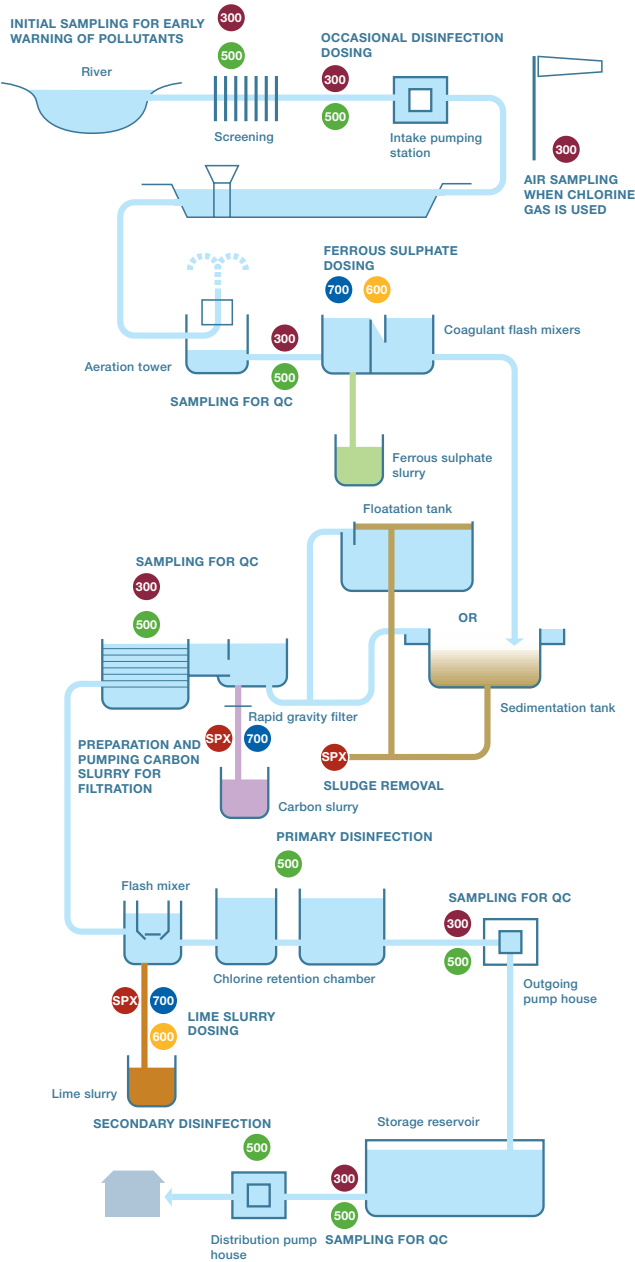 INITIAL SAMPLING FOR EARLY
WARNING OF POLLUTANTS
300
500
River
Screening
OCCASIONAL DISINFECTION
DOSING
300
500
Intake pumping
station
300
AIR SAMPLING
WHEN CHLORINE
GAS IS USED
FERROUS SULPHATE
DOSING
700 600
Coagulant flash mixers
Aeration tower
300
500
SAMPLING FOR QC
Ferrous sulphate
slurry
Floatation tank
SAMPLING FOR QC
300
500
OR
Sedimentation tank
Rapid gravity filter
PREPARATION AND
PUMPING CARBON
SLURRY FOR
FILTRATION
SPX 700
SPX
SLUDGE REMOVAL
Carbon slurry
PRIMARY DISINFECTION
500
Flash mixer
Chlorine retention chamber
SAMPLING FOR QC
300
500
Outgoing
pump house
SPX 700
600
LIME SLURRY
DOSING
Lime slurry
SECONDARY DISINFECTION
500
Storage reservoir
300
500
Distribution pump
house
SAMPLING FOR QC